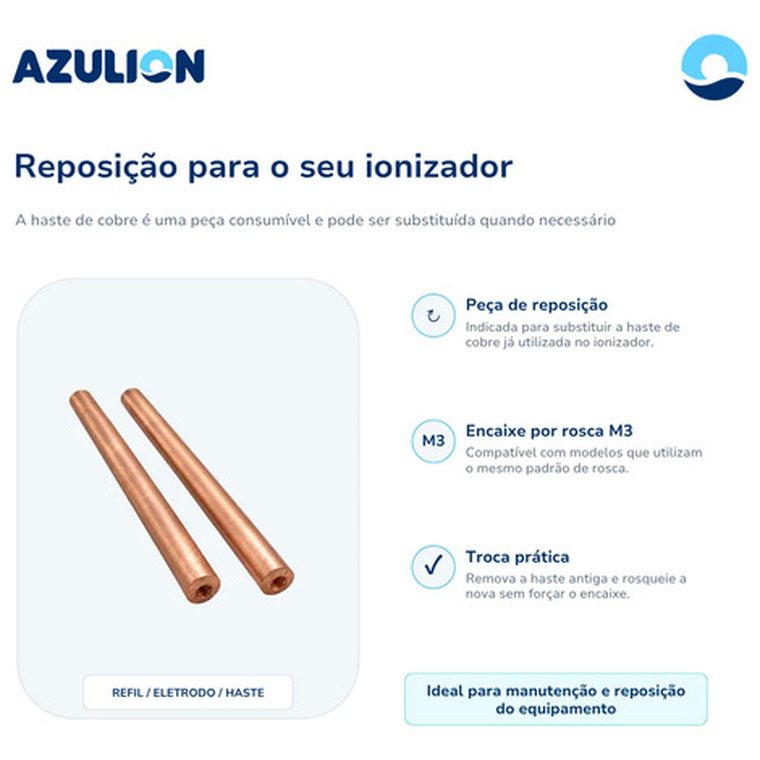 AZULION
Reposição para o seu ionizador
A haste de cobre é uma peça consumível e pode ser substituída quando necessário
Peça de reposição
Indicada para substituir a haste de
cobre já utilizada no ionizador.
M3
Encaixe por rosca M3
Compatível com modelos que utilizam
o mesmo padrão de rosca.
Troca prática
Remova a haste antiga e rosqueie a
nova sem forçar o encaixe.
REFIL / ELETRODO / HASTE
Ideal para manutenção e reposição
do equipamento